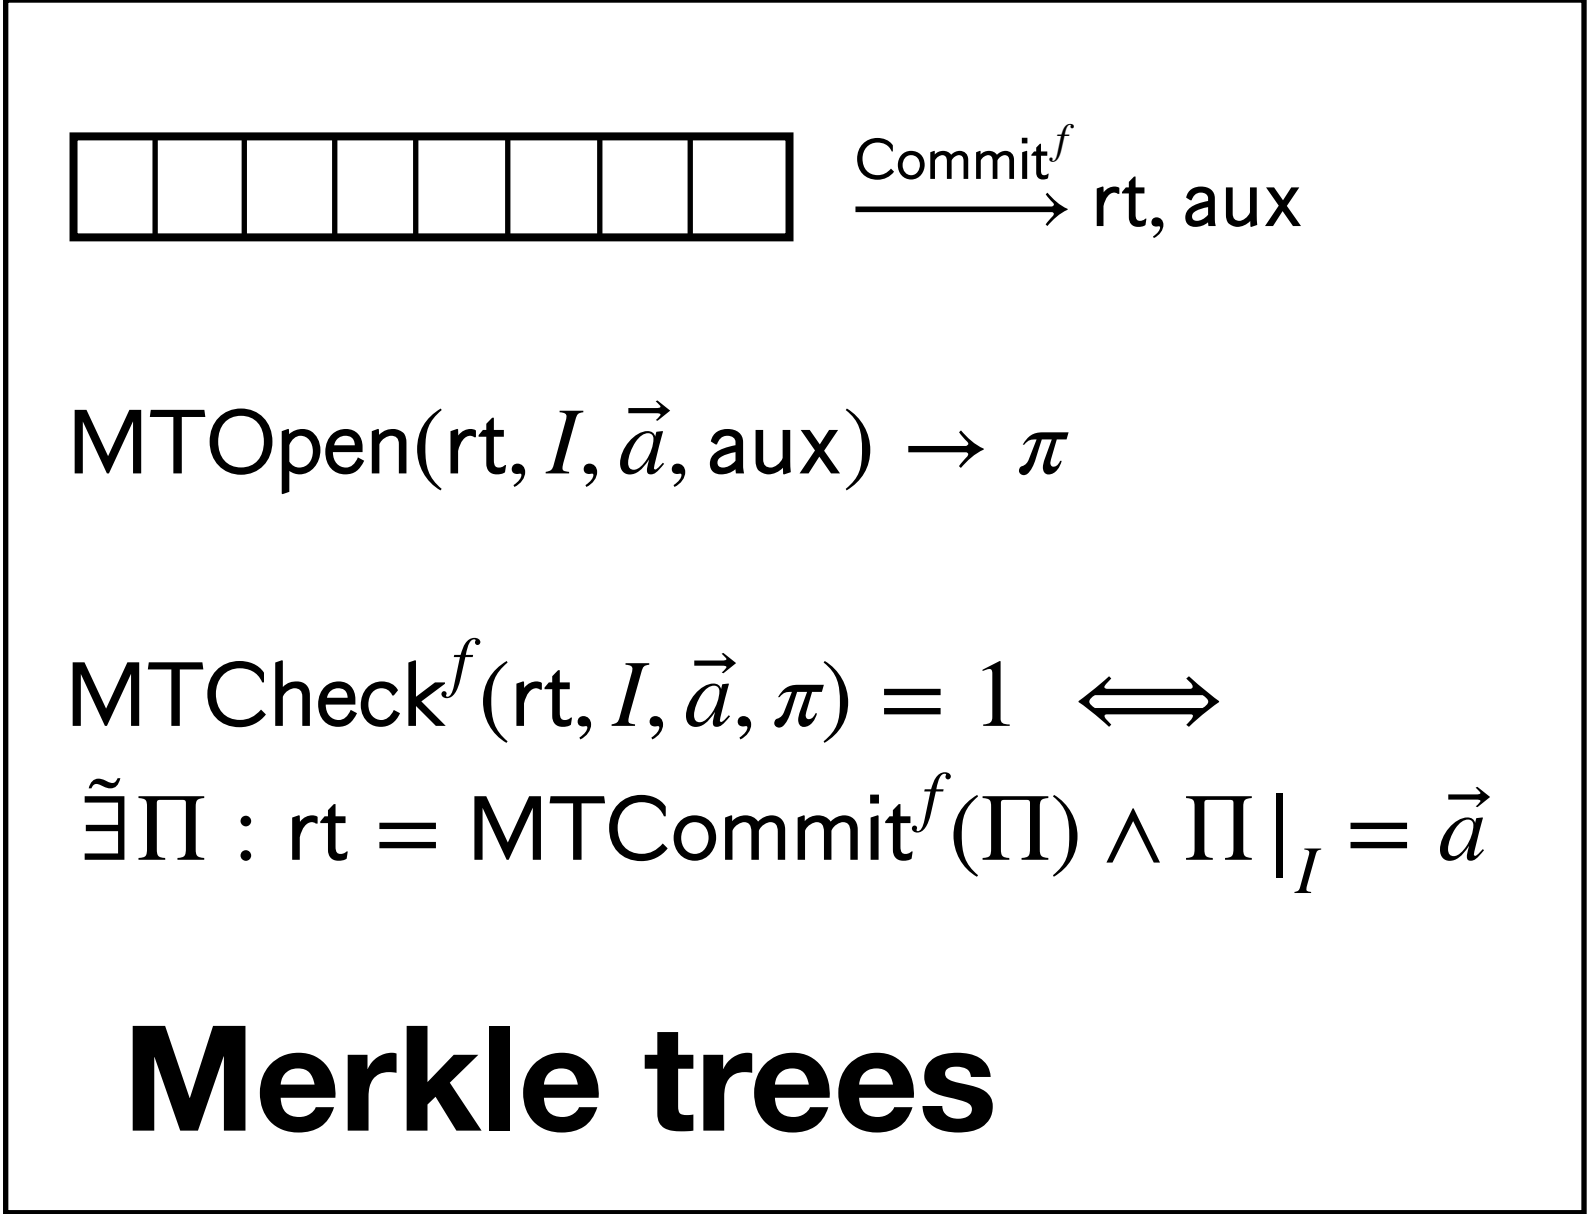 Commit^f → rt, aux
MTOpen(rt, I, a⃗, aux) → π
MTCheck^f(rt, I, a⃗, π) = 1 ⟺
∃̃Π : rt = MTCommit^f(Π) ∧ Π|_I = a⃗
Merkle trees